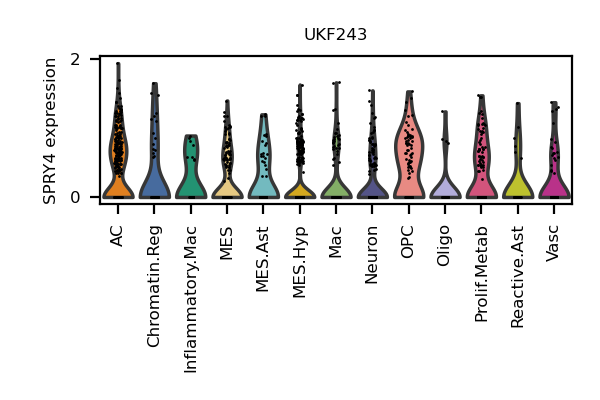 UKF243
SPRY4 expression
2
0
AC
Chromatin.Reg
Inflammatory.Mac
MES
MES.Ast
MES.Hyp
Mac
Neuron
OPC
Oligo
Prolif.Metab
Reactive.Ast
Vasc